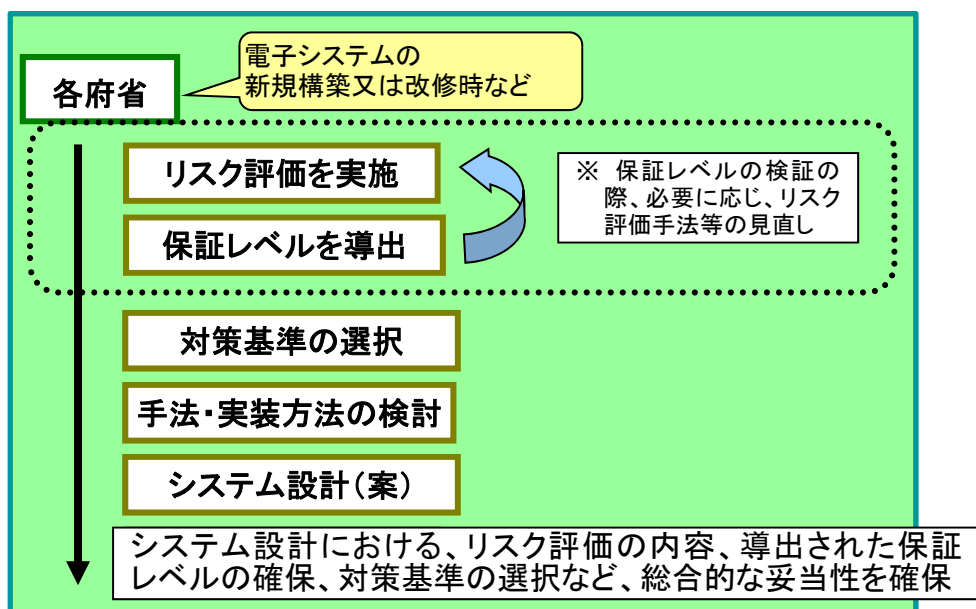 電子システムの
新規構築又は改修時など
各府省
リスク評価を実施
※ 保証レベルの検証の
際、必要に応じ、リスク
評価手法等の見直し
保証レベルを導出
対策基準の選択
手法・実装方法の検討
システム設計(案)
システム設計における、リスク評価の内容、導出された保証
レベルの確保、対策基準の選択など、総合的な妥当性を確保